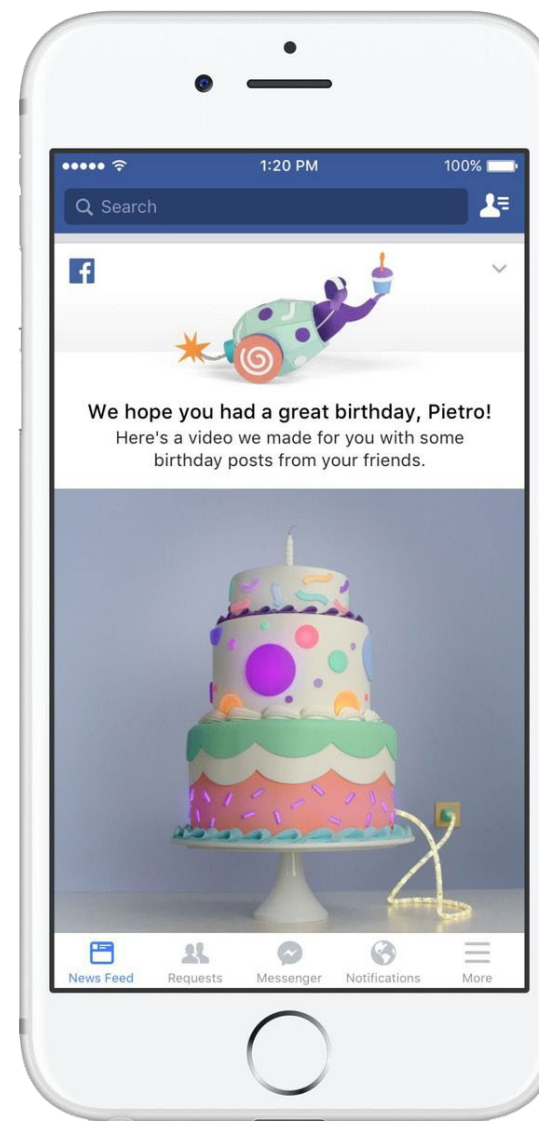 1:20 PM
100%
Search
f
We hope you had a great birthday, Pietro!
Here's a video we made for you with some
birthday posts from your friends.
News Feed
Requests
Messenger
Notifications
More